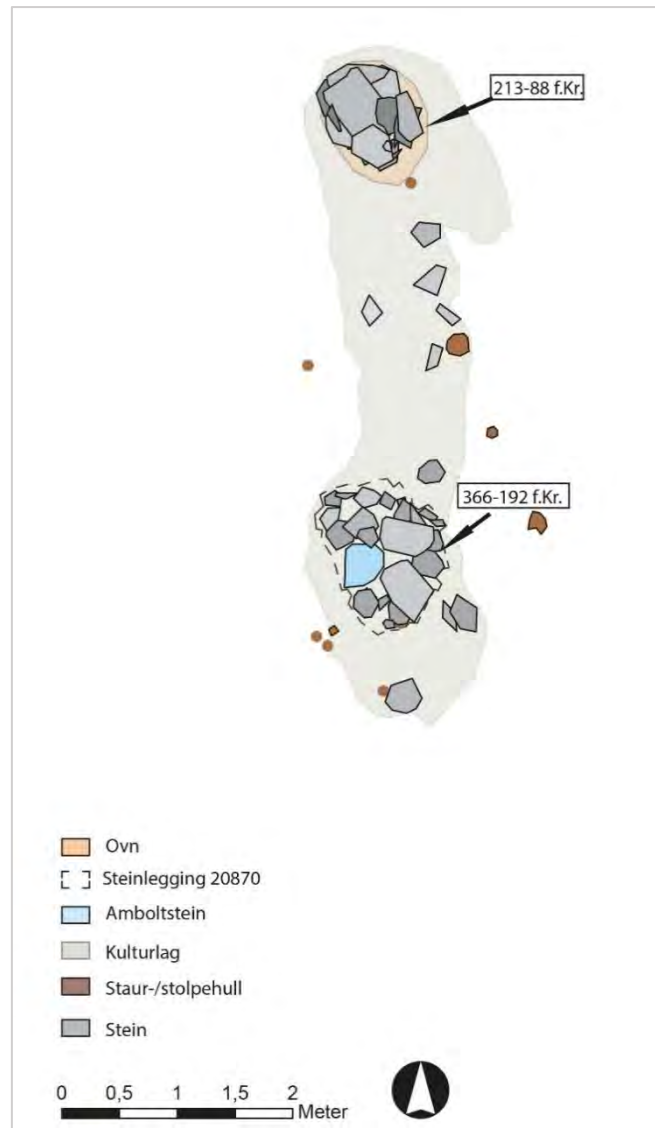 213-88 f.Kr.
366-192 f.Kr.
Ovn
Steinlegging 20870
Amboltstein
Kulturlag
Staur-/stolpehull
Stein
0 0,5 1 1,5 2
Meter